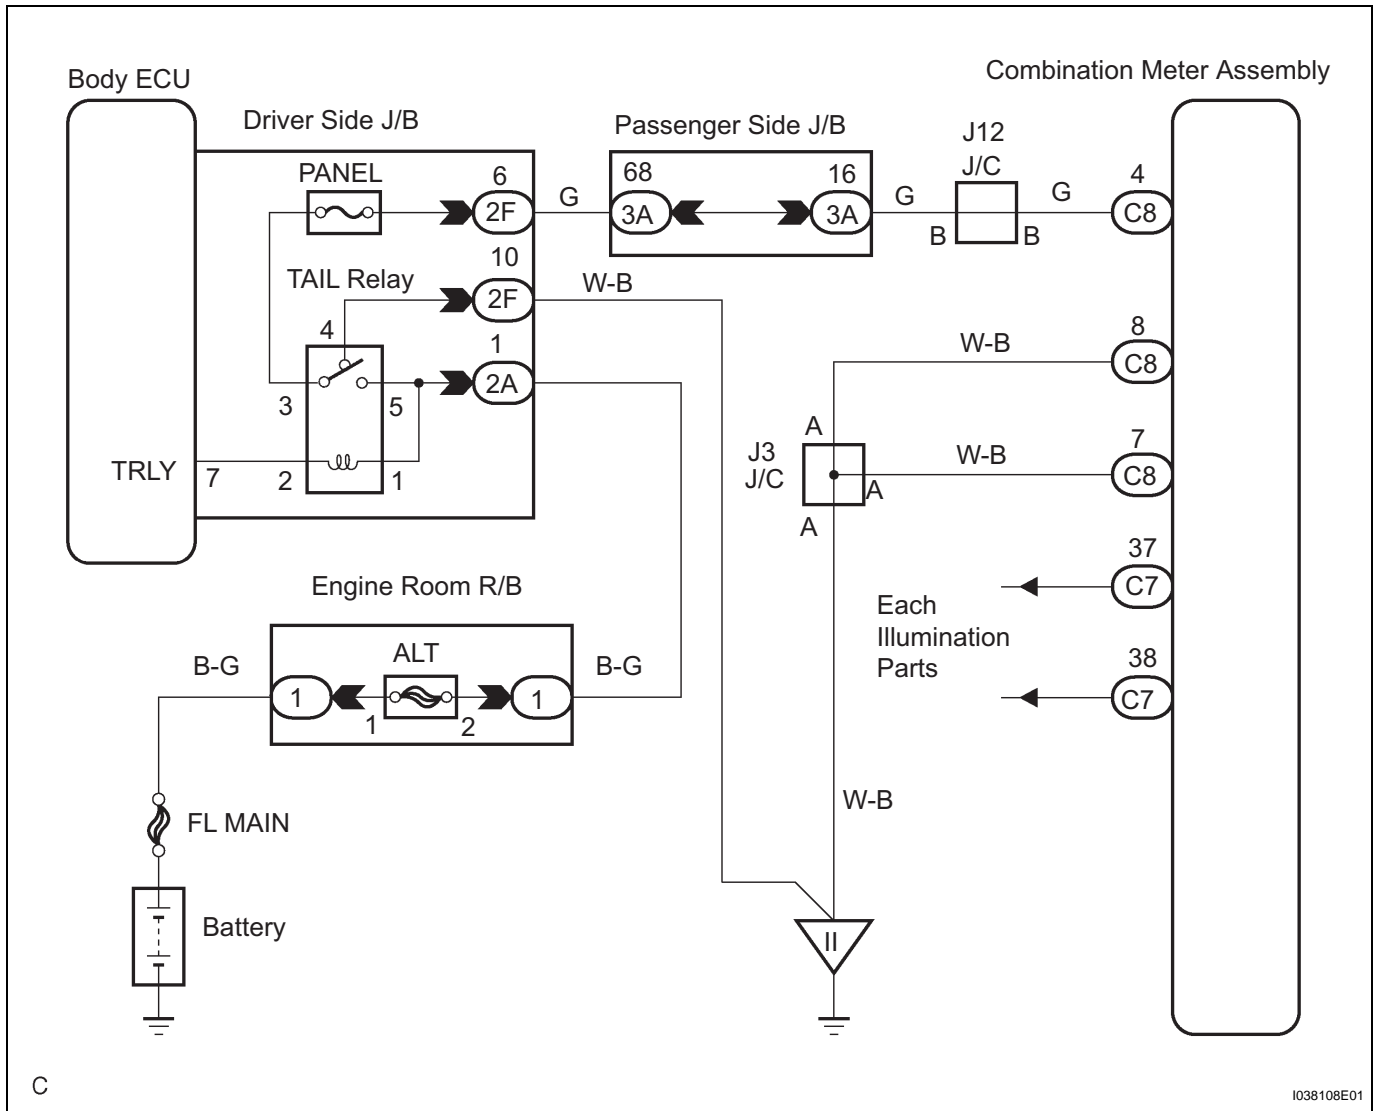 Body ECU
Combination Meter Assembly
Driver Side J/B
Passenger Side J/B
J12
J/C
PANEL
6
2F
G
68
3A
16
3A
G
B
B
G
4
C8
TAIL Relay
10
2F
W-B
4
1
2A
3
5
TRLY
7
2
1
W-B
8
C8
A
J3
J/C
A
A
W-B
7
C8
Engine Room R/B
37
C7
Each
Illumination
Parts
38
C7
B-G
ALT
B-G
1
1
2
1
FL MAIN
W-B
Battery
II
C
I038108E01